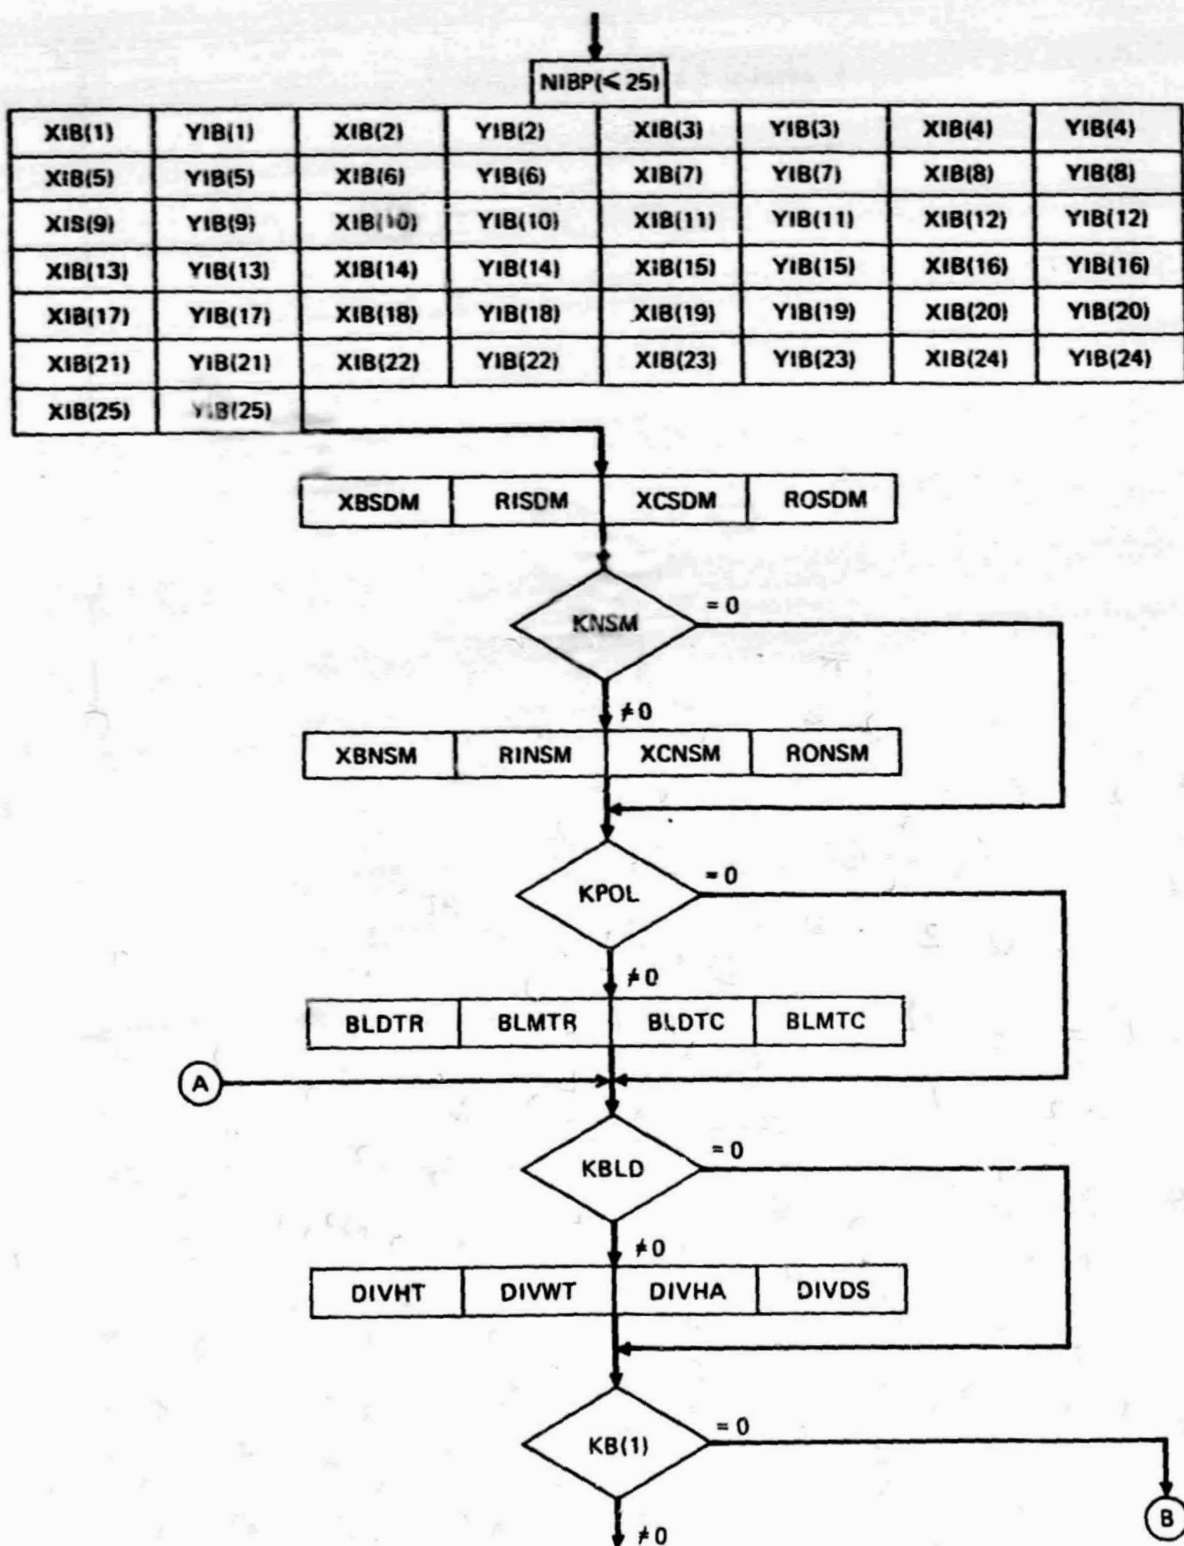 NIBP(≤ 25)
XIB(1) YIB(1) XIB(2) YIB(2) XIB(3) YIB(3) XIB(4) YIB(4)
XIB(5) YIB(5) XIB(6) YIB(6) XIB(7) YIB(7) XIB(8) YIB(8)
XIS(9) YIB(9) XIB(10) YIB(10) XIB(11) YIB(11) XIB(12) YIB(12)
XIB(13) YIB(13) XIB(14) YIB(14) XIB(15) YIB(15) XIB(16) YIB(16)
XIB(17) YIB(17) XIB(18) YIB(18) XIB(19) YIB(19) XIB(20) YIB(20)
XIB(21) YIB(21) XIB(22) YIB(22) XIB(23) YIB(23) XIB(24) YIB(24)
XIB(25) YIB(25)
XBSDM RISDM XCSDM ROSDM
KNSM = 0
≠0
XBNSM RINSM XCNSM RONSM
KPOL = 0
≠0
BLDTR BLMTR BLDTC BLMTC
A
KBLD = 0
≠0
DIVHT DIVWT DIVHA DIVDS
KB(1) = 0
B
≠0